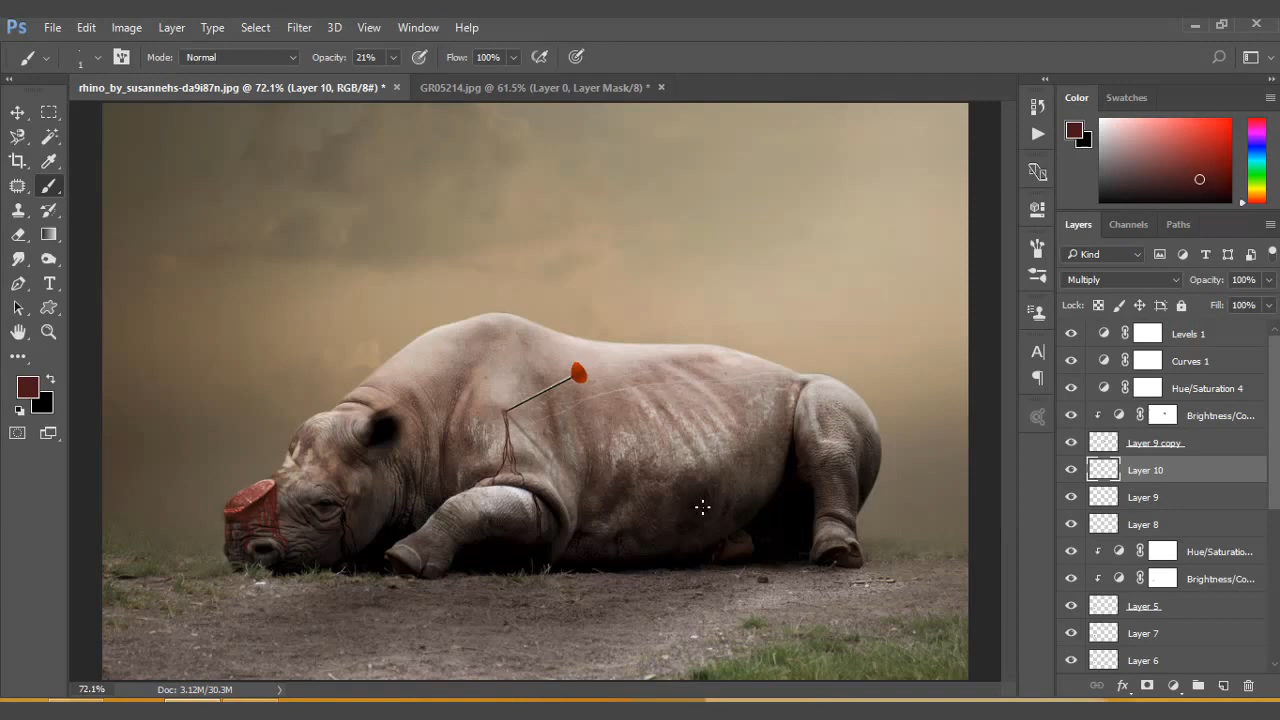 Ps File Edit Image Layer Type Select Filter 3D View Window Help
1 Mode: Normal Opacity: 21% Flow: 100%
rhino_by_susannehs-da9i87n.jpg @ 72.1% (Layer 10, RGB/8#) * GR05214.jpg @ 61.5% (Layer 0, Layer Mask/8) *
Color Swatches
Layers Channels Paths
Kind
Multiply Opacity: 100%
Lock: Fill: 100%
Levels 1
Curves 1
Hue/Saturation 4
Brightness/Co...
Layer 9 copy
Layer 10
Layer 9
Layer 8
Hue/Saturatio...
Brightness/Co...
Layer 5
Layer 7
Layer 6
72.1% Doc: 3.12M/30.3M